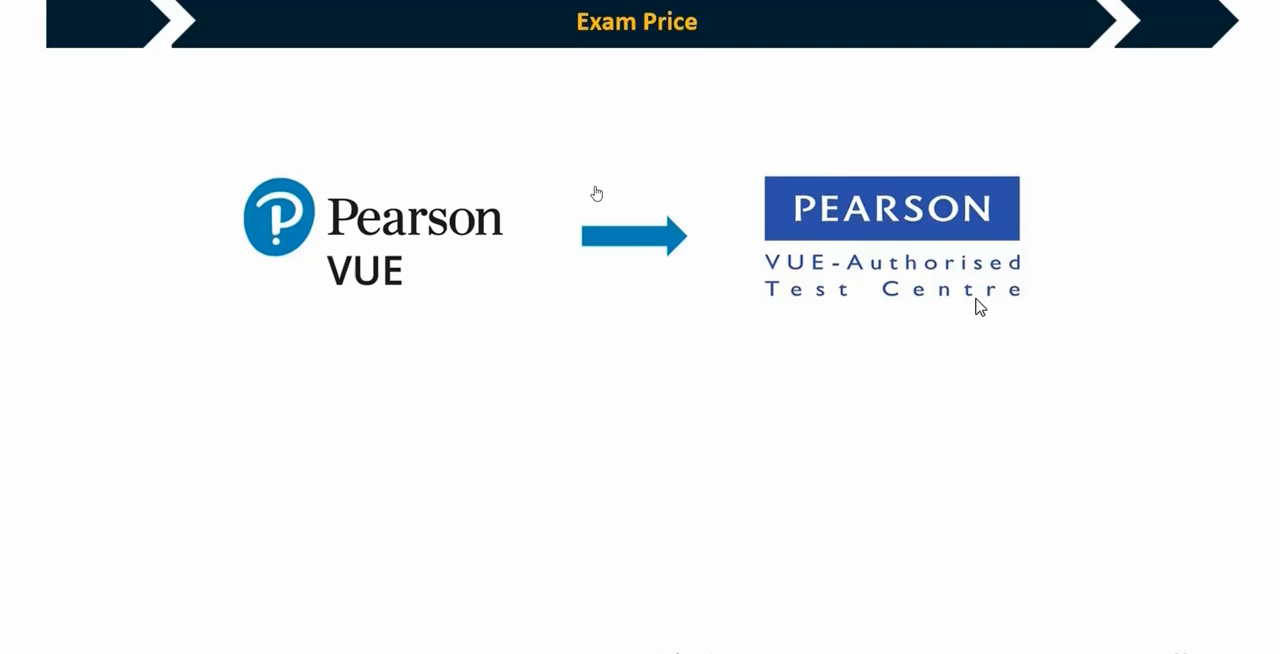 Exam Price
Pearson
VUE
PEARSON
VUE-Authorised
Test Centre